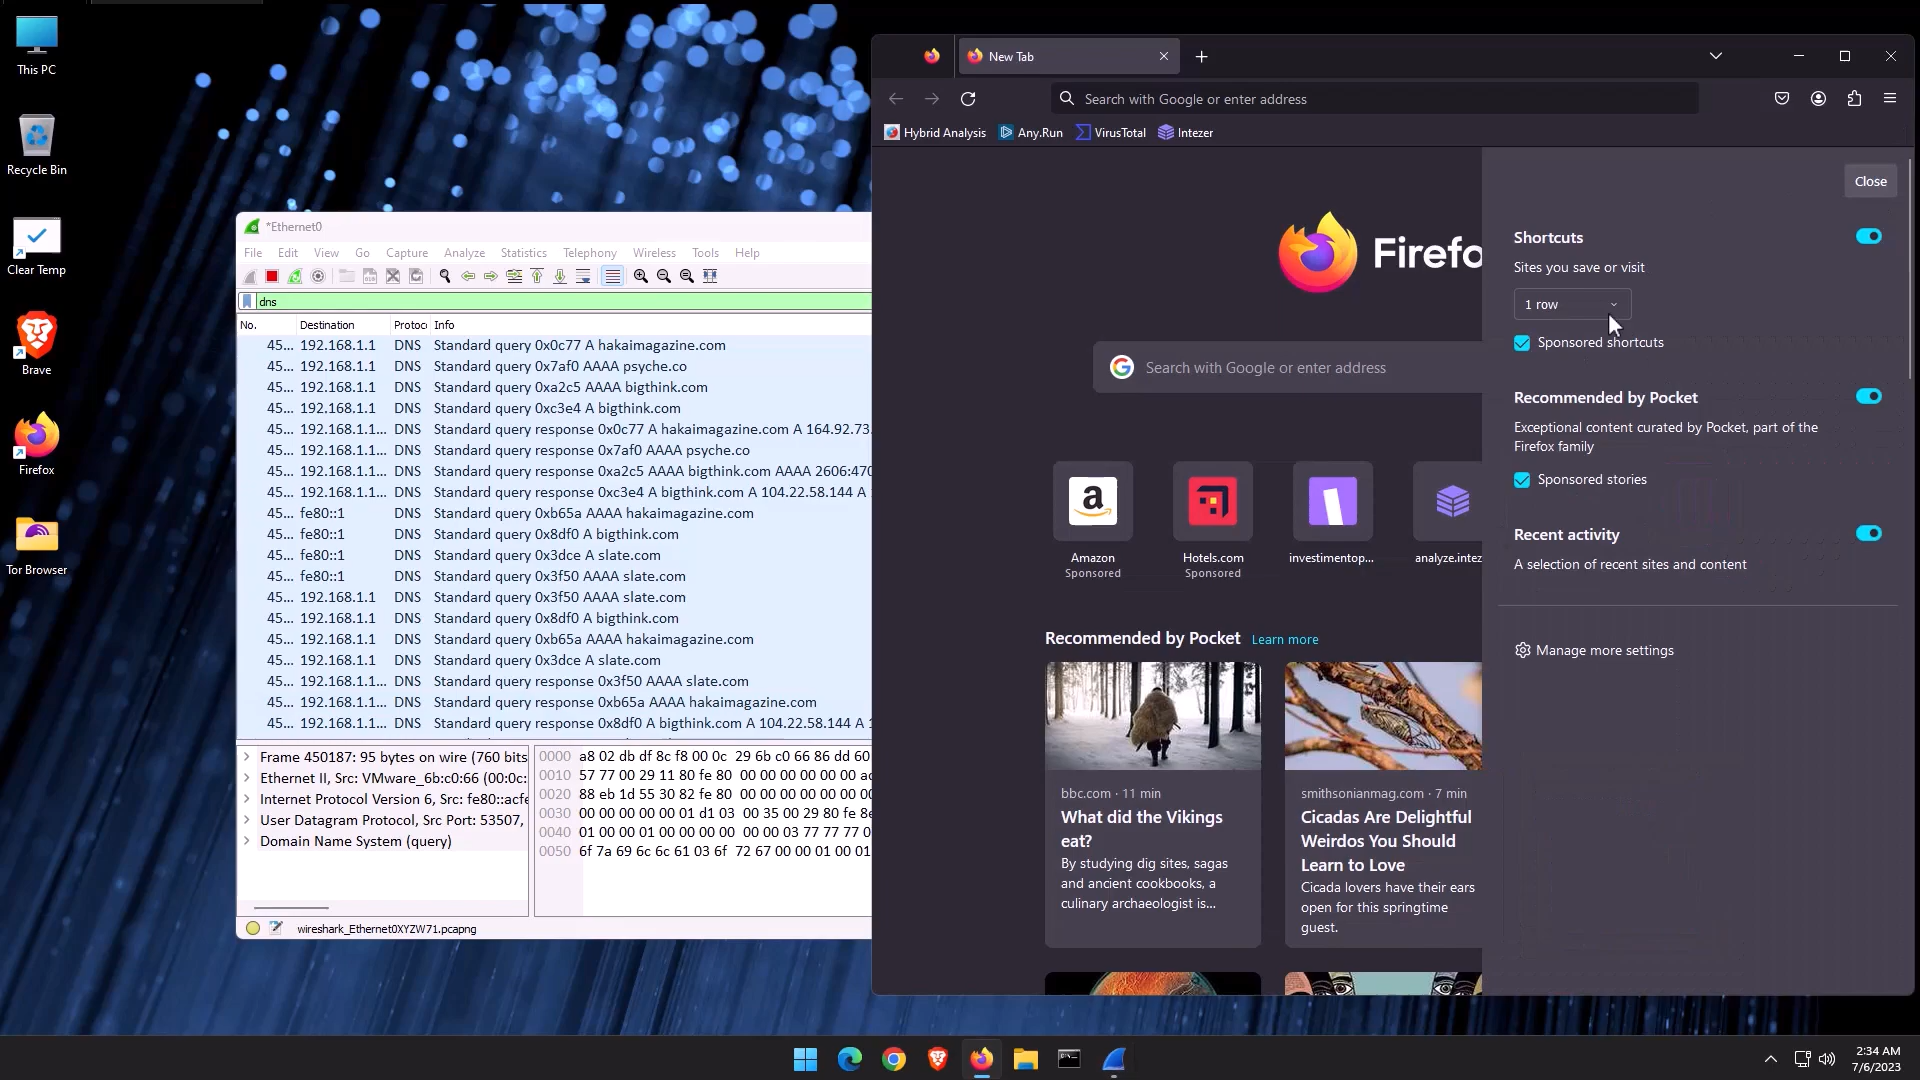 This PC
Recycle Bin
Clear Temp
Brave
Firefox
Tor Browser
*Ethernet0
File Edit View Go Capture Analyze Statistics Telephony Wireless Tools Help
dns
No. Destination Protoc Info
45... 192.168.1.1 DNS Standard query 0x0c77 A hakaimagazine.com
45... 192.168.1.1 DNS Standard query 0x7af0 AAAA psyche.co
45... 192.168.1.1 DNS Standard query 0xa2c5 AAAA bigthink.com
45... 192.168.1.1 DNS Standard query 0xc3e4 A bigthink.com
45... 192.168.1.1... DNS Standard query response 0x0c77 A hakaimagazine.com A 164.92.73.
45... 192.168.1.1... DNS Standard query response 0x7af0 AAAA psyche.co
45... 192.168.1.1... DNS Standard query response 0xa2c5 AAAA bigthink.com AAAA 2606:470
45... 192.168.1.1... DNS Standard query response 0xc3e4 A bigthink.com A 104.22.58.144 A
45... fe80::1 DNS Standard query 0xb65a AAAA hakaimagazine.com
45... fe80::1 DNS Standard query 0x8df0 A bigthink.com
45... fe80::1 DNS Standard query 0x3dce A slate.com
45... fe80::1 DNS Standard query 0x3f50 AAAA slate.com
45... 192.168.1.1 DNS Standard query 0x3f50 AAAA slate.com
45... 192.168.1.1 DNS Standard query 0x8df0 A bigthink.com
45... 192.168.1.1 DNS Standard query 0xb65a AAAA hakaimagazine.com
45... 192.168.1.1 DNS Standard query 0x3dce A slate.com
45... 192.168.1.1... DNS Standard query response 0x3f50 AAAA slate.com
45... 192.168.1.1... DNS Standard query response 0xb65a AAAA hakaimagazine.com
45... 192.168.1.1... DNS Standard query response 0x8df0 A bigthink.com A 104.22.58.144 A 1
Frame 450187: 95 bytes on wire (760 bits
Ethernet II, Src: VMware_6b:c0:66 (00:0c:
Internet Protocol Version 6, Src: fe80::acfe
User Datagram Protocol, Src Port: 53507,
Domain Name System (query)
0000 a8 02 db df 8c f8 00 0c 29 6b c0 66 86 dd 60
0010 57 77 00 29 11 80 fe 80 00 00 00 00 00 00 ac
0020 88 eb 1d 55 30 82 fe 80 00 00 00 00 00 00 00
0030 00 00 00 00 00 01 d1 03 00 35 00 29 80 fe 8e
0040 01 00 00 01 00 00 00 00 00 00 03 77 77 77 0
0050 6f 7a 69 6c 6c 61 03 6f 72 67 00 00 01 00 01
wireshark_Ethernet0XYZW71.pcapng
New Tab
Search with Google or enter address
Hybrid Analysis Any.Run VirusTotal Intezer
Firefo
Search with Google or enter address
Amazon
Sponsored
Hotels.com
Sponsored
investimentop...
analyze.intez
Recommended by Pocket Learn more
bbc.com · 11 min
What did the Vikings
eat?
By studying dig sites, sagas
and ancient cookbooks, a
culinary archaeologist is...
smithsonianmag.com · 7 min
Cicadas Are Delightful
Weirdos You Should
Learn to Love
Cicada lovers have their ears
open for this springtime
guest.
Close
Shortcuts
Sites you save or visit
1 row
Sponsored shortcuts
Recommended by Pocket
Exceptional content curated by Pocket, part of the
Firefox family
Sponsored stories
Recent activity
A selection of recent sites and content
Manage more settings
2:34 AM
7/6/2023